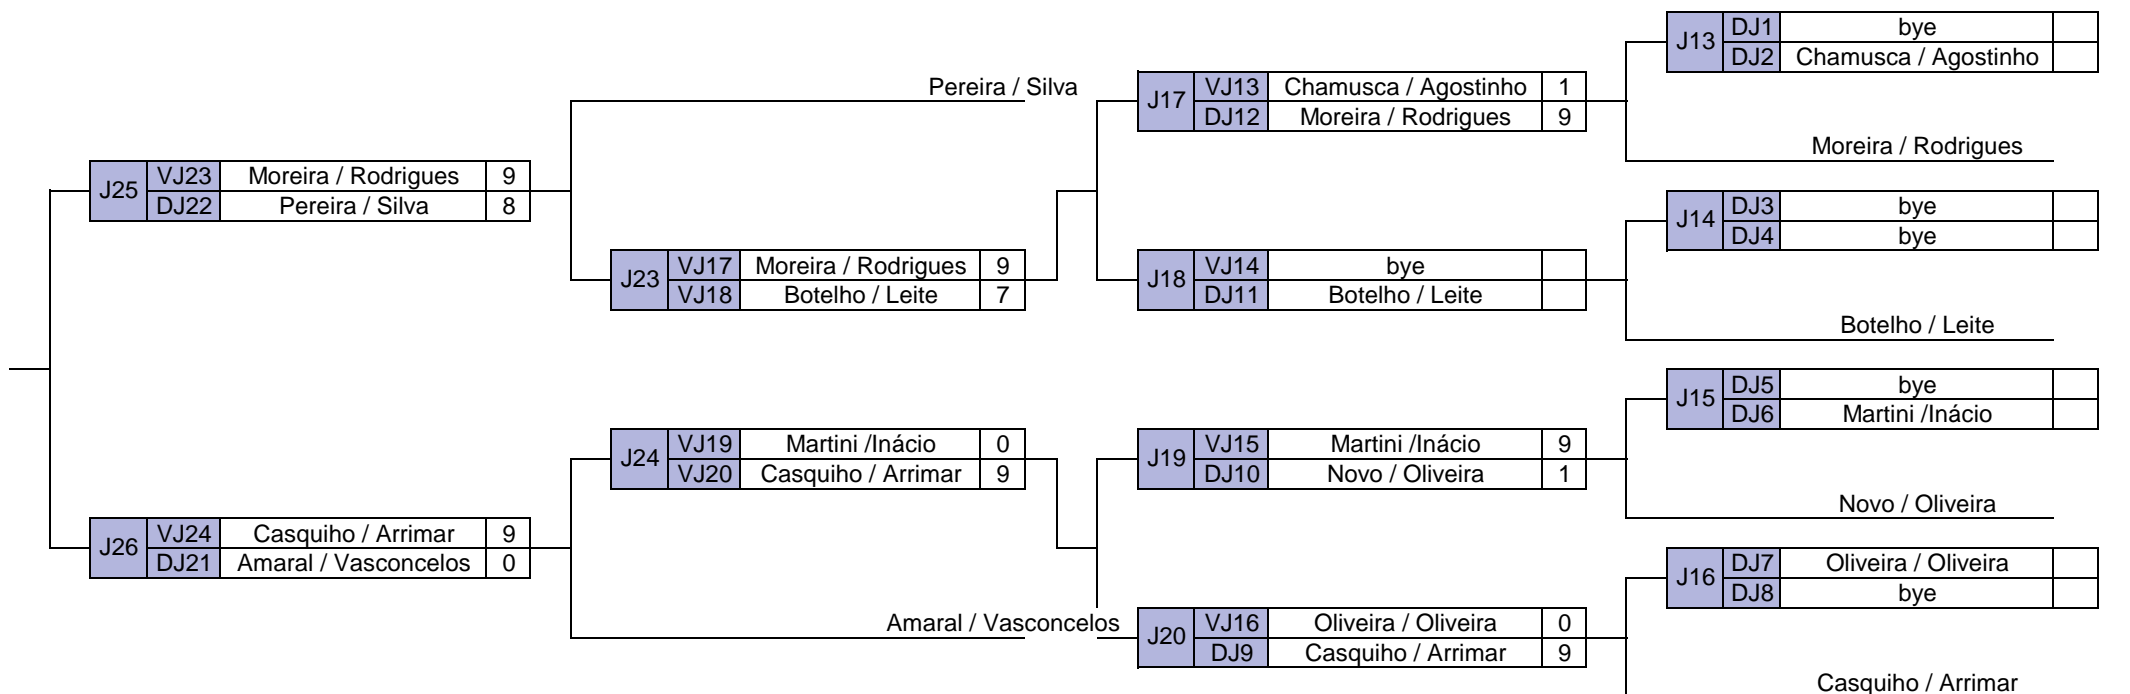 J13 DJ1 bye
DJ2 Chamusca / Agostinho
Pereira / Silva
J17 VJ13 Chamusca / Agostinho 1
DJ12 Moreira / Rodrigues 9
Moreira / Rodrigues
J25 VJ23 Moreira / Rodrigues 9
DJ22 Pereira / Silva 8
J14 DJ3 bye
DJ4 bye
J23 VJ17 Moreira / Rodrigues 9
VJ18 Botelho / Leite 7
J18 VJ14 bye
DJ11 Botelho / Leite
Botelho / Leite
J15 DJ5 bye
DJ6 Martini /Inácio
J24 VJ19 Martini /Inácio 0
VJ20 Casquiho / Arrimar 9
J19 VJ15 Martini /Inácio 9
DJ10 Novo / Oliveira 1
Novo / Oliveira
J26 VJ24 Casquiho / Arrimar 9
DJ21 Amaral / Vasconcelos 0
J16 DJ7 Oliveira / Oliveira
DJ8 bye
Amaral / Vasconcelos
J20 VJ16 Oliveira / Oliveira 0
DJ9 Casquiho / Arrimar 9
Casquiho / Arrimar